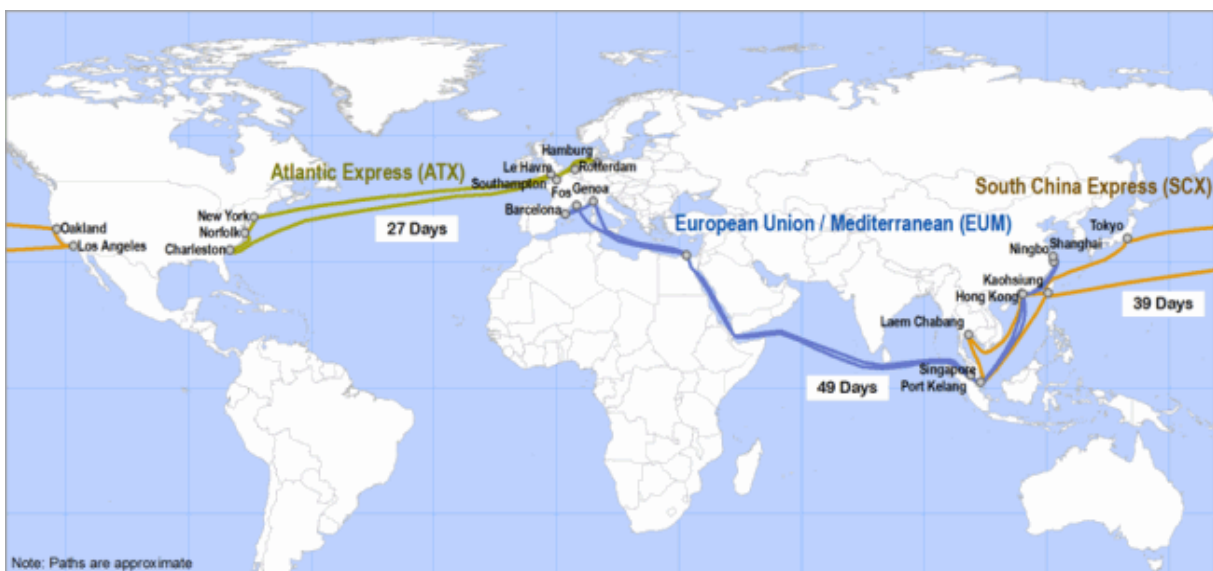 Hamburg
Le Havre
Rotterdam
Atlantic Express (ATX)
Southampton
Fos
Genoa
South China Express (SCX)
New York
Barcelona
Oakland
Norfolk
27 Days
European Union / Mediterranean (EUM)
Tokyo
Los Angeles
Charleston
Ningbo
Shanghai
Kaohsiung
Hong Kong
39 Days
Laem Chabang
Singapore
49 Days
Port Kelang
Note: Paths are approximate